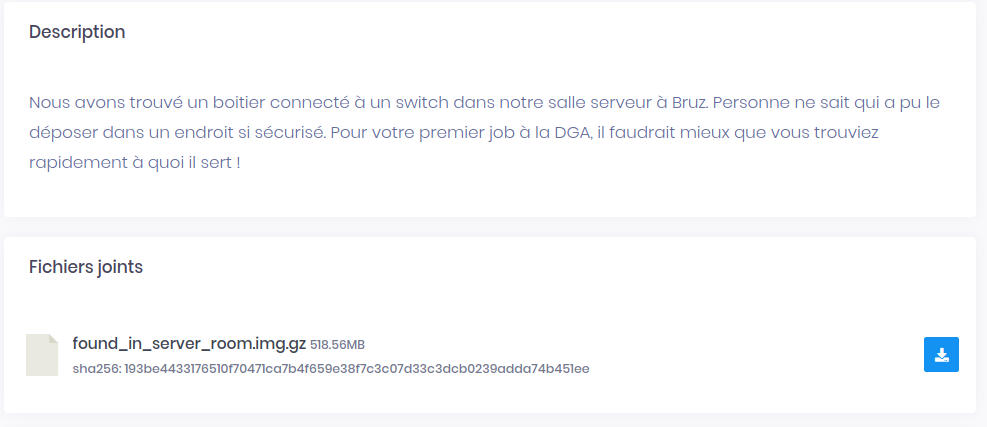 Description
Nous avons trouvé un boitier connecté à un switch dans notre salle serveur à Bruz. Personne ne sait qui a pu le
déposer dans un endroit si sécurisé. Pour votre premier job à la DGA, il faudrait mieux que vous trouviez
rapidement à quoi il sert !
Fichiers joints
found_in_server_room.img.gz 518.56MB
sha256: 193be4433176510f70471ca7b4f659e38f7c3c07d33c3dcb0239adda74b451ee